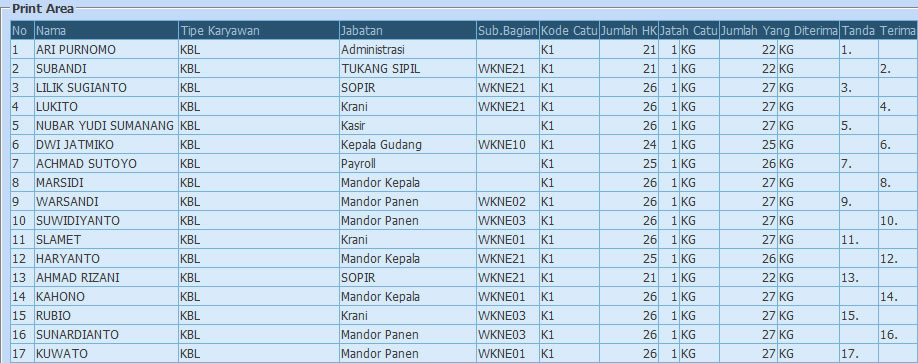 Print Area
No Nama Tipe Karyawan Jabatan Sub.Bagian Kode Catu Jumlah HK Jatah Catu Jumlah Yang Diterima Tanda Terima
1 ARI PURNOMO KBL Administrasi K1 21 1 KG 22 KG 1.
2 SUBANDI KBL TUKANG SIPIL WKNE21 K1 21 1 KG 22 KG 2.
3 LILIK SUGIANTO KBL SOPIR WKNE21 K1 26 1 KG 27 KG 3.
4 LUKITO KBL Krani WKNE21 K1 26 1 KG 27 KG 4.
5 NUBAR YUDI SUMANANG KBL Kasir K1 26 1 KG 27 KG 5.
6 DWI JATMIKO KBL Kepala Gudang WKNE10 K1 24 1 KG 25 KG 6.
7 ACHMAD SUTOYO KBL Payroll K1 25 1 KG 26 KG 7.
8 MARSIDI KBL Mandor Kepala K1 26 1 KG 27 KG 8.
9 WARSANDI KBL Mandor Panen WKNE02 K1 26 1 KG 27 KG 9.
10 SUWIDIYANTO KBL Mandor Panen WKNE03 K1 26 1 KG 27 KG 10.
11 SLAMET KBL Krani WKNE01 K1 26 1 KG 27 KG 11.
12 HARYANTO KBL Mandor Kepala WKNE21 K1 25 1 KG 26 KG 12.
13 AHMAD RIZANI KBL SOPIR WKNE21 K1 21 1 KG 22 KG 13.
14 KAHONO KBL Mandor Kepala WKNE01 K1 26 1 KG 27 KG 14.
15 RUBIO KBL Krani WKNE03 K1 26 1 KG 27 KG 15.
16 SUNARDIANTO KBL Mandor Panen WKNE03 K1 26 1 KG 27 KG 16.
17 KUWATO KBL Mandor Panen WKNE01 K1 26 1 KG 27 KG 17.